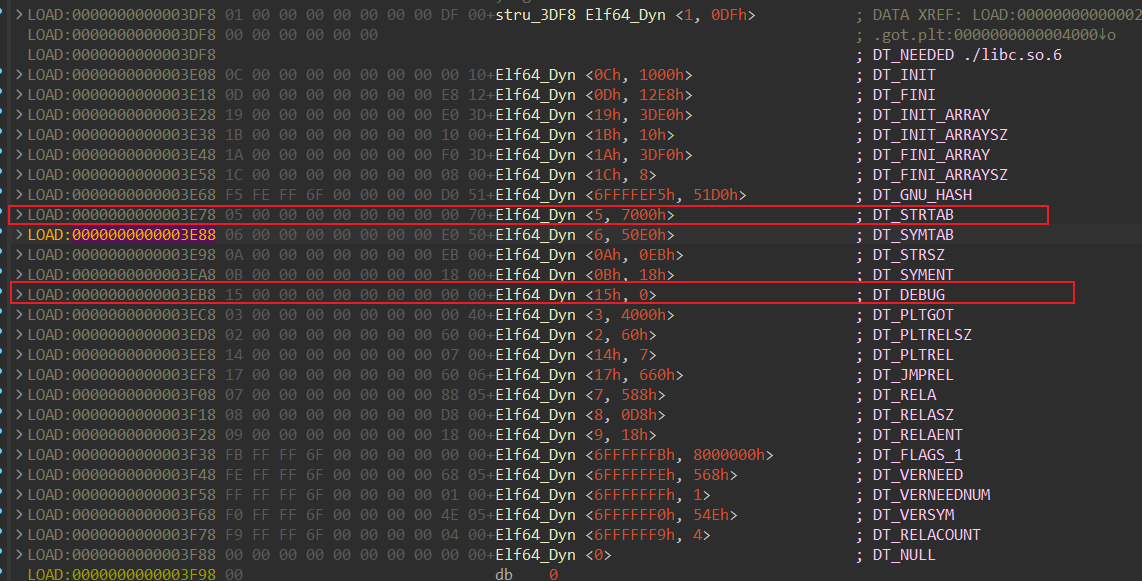 LOAD:0000000000003DF8 01 00 00 00 00 00 00 00 DF 00+stru_3DF8 Elf64_Dyn <1, 0DFh> ; DATA XREF: LOAD:00000000000002
LOAD:0000000000003DF8 00 00 00 00 00 00 ; .got.plt:0000000000004000↓o
LOAD:0000000000003DF8 ; DT_NEEDED ./libc.so.6
LOAD:0000000000003E08 0C 00 00 00 00 00 00 00 00 10+Elf64_Dyn <0Ch, 1000h> ; DT_INIT
LOAD:0000000000003E18 0D 00 00 00 00 00 00 00 E8 12+Elf64_Dyn <0Dh, 12E8h> ; DT_FINI
LOAD:0000000000003E28 19 00 00 00 00 00 00 00 E0 3D+Elf64_Dyn <19h, 3DE0h> ; DT_INIT_ARRAY
LOAD:0000000000003E38 1B 00 00 00 00 00 00 00 10 00+Elf64_Dyn <1Bh, 10h> ; DT_INIT_ARRAYSZ
LOAD:0000000000003E48 1A 00 00 00 00 00 00 00 F0 3D+Elf64_Dyn <1Ah, 3DF0h> ; DT_FINI_ARRAY
LOAD:0000000000003E58 1C 00 00 00 00 00 00 00 08 00+Elf64_Dyn <1Ch, 8> ; DT_FINI_ARRAYSZ
LOAD:0000000000003E68 F5 FE FF 6F 00 00 00 00 D0 51+Elf64_Dyn <6FFFFEF5h, 51D0h> ; DT_GNU_HASH
LOAD:0000000000003E78 05 00 00 00 00 00 00 00 00 70+Elf64_Dyn <5, 7000h> ; DT_STRTAB
LOAD:0000000000003E88 06 00 00 00 00 00 00 00 E0 50+Elf64_Dyn <6, 50E0h> ; DT_SYMTAB
LOAD:0000000000003E98 0A 00 00 00 00 00 00 00 EB 00+Elf64_Dyn <0Ah, 0EBh> ; DT_STRSZ
LOAD:0000000000003EA8 0B 00 00 00 00 00 00 00 18 00+Elf64_Dyn <0Bh, 18h> ; DT_SYMENT
LOAD:0000000000003EB8 15 00 00 00 00 00 00 00 00 00+Elf64_Dyn <15h, 0> ; DT_DEBUG
LOAD:0000000000003EC8 03 00 00 00 00 00 00 00 00 40+Elf64_Dyn <3, 4000h> ; DT_PLTGOT
LOAD:0000000000003ED8 02 00 00 00 00 00 00 00 60 00+Elf64_Dyn <2, 60h> ; DT_PLTRELSZ
LOAD:0000000000003EE8 14 00 00 00 00 00 00 00 07 00+Elf64_Dyn <14h, 7> ; DT_PLTREL
LOAD:0000000000003EF8 17 00 00 00 00 00 00 00 60 06+Elf64_Dyn <17h, 660h> ; DT_JMPREL
LOAD:0000000000003F08 07 00 00 00 00 00 00 00 88 05+Elf64_Dyn <7, 588h> ; DT_RELA
LOAD:0000000000003F18 08 00 00 00 00 00 00 00 D8 00+Elf64_Dyn <8, 0D8h> ; DT_RELASZ
LOAD:0000000000003F28 09 00 00 00 00 00 00 00 18 00+Elf64_Dyn <9, 18h> ; DT_RELAENT
LOAD:0000000000003F38 FB FF FF 6F 00 00 00 00 00 00+Elf64_Dyn <6FFFFFFBh, 8000000h> ; DT_FLAGS_1
LOAD:0000000000003F48 FE FF FF 6F 00 00 00 00 68 05+Elf64_Dyn <6FFFFFFEh, 568h> ; DT_VERNEED
LOAD:0000000000003F58 FF FF FF 6F 00 00 00 00 01 00+Elf64_Dyn <6FFFFFFFh, 1> ; DT_VERNEEDNUM
LOAD:0000000000003F68 F0 FF FF 6F 00 00 00 00 4E 05+Elf64_Dyn <6FFFFFF0h, 54Eh> ; DT_VERSYM
LOAD:0000000000003F78 F9 FF FF 6F 00 00 00 00 04 00+Elf64_Dyn <6FFFFFF9h, 4> ; DT_RELACOUNT
LOAD:0000000000003F88 00 00 00 00 00 00 00 00 00 00+Elf64_Dyn <0> ; DT_NULL
LOAD:0000000000003F98 00 db 0